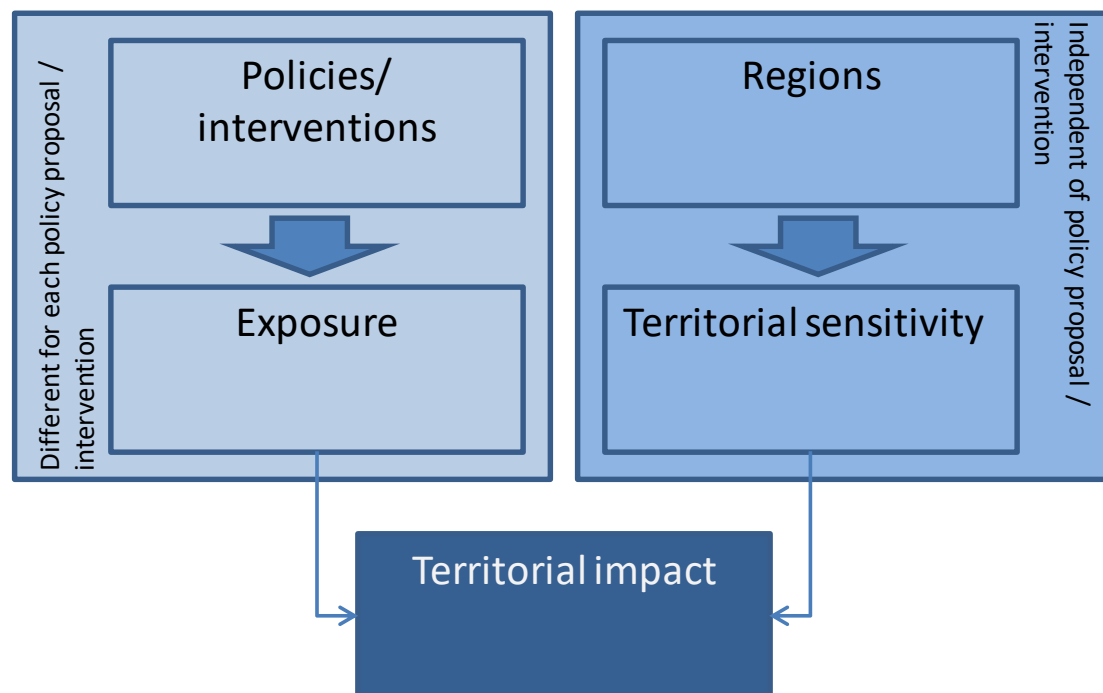 Different for each policy proposal /
intervention
Policies/
interventions
Exposure
Regions
Territorial sensitivity
Independent of policy proposal /
intervention
Territorial impact